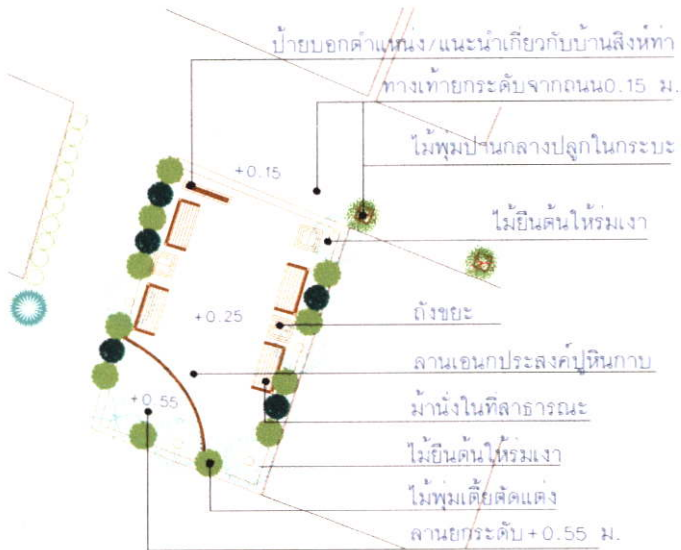 ป้ายบอกตำแหน่ง/แนะนำเกี่ยวกับบ้านสิงห์ท่า
ทางเท้ายกระดับจากถนน0.15 ม.
ไม้พุ่มปานกลางปลูกในกระบะ
+0.15
ไม้ยืนต้นให้ร่มเงา
+0.25
ถังขยะ
ลานเอนกประสงค์ปูหินกาบ
+0.55
ม้านั่งในที่สาธารณะ
ไม้ยืนต้นให้ร่มเงา
ไม้พุ่มเตี้ยตัดแต่ง
ลานยกระดับ+0.55 ม.